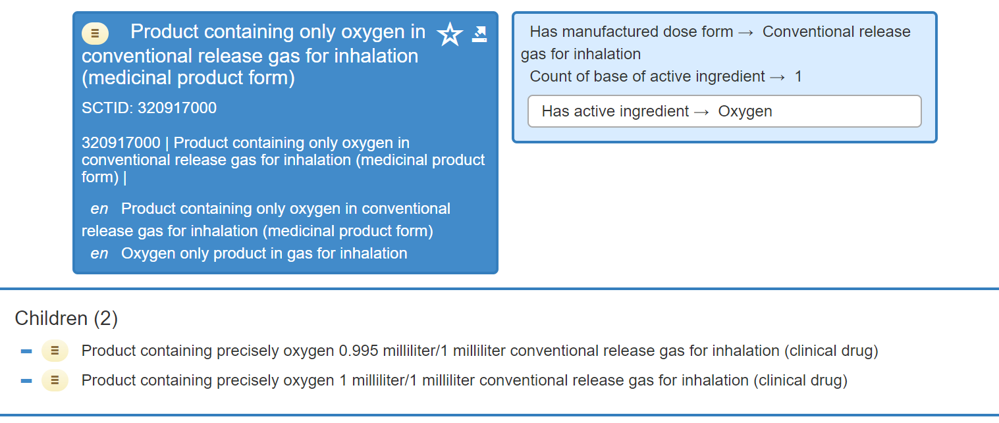 Product containing only oxygen in
conventional release gas for inhalation
(medicinal product form)
SCTID: 320917000
320917000 | Product containing only oxygen in
conventional release gas for inhalation (medicinal product
form) |
en Product containing only oxygen in conventional
release gas for inhalation (medicinal product form)
en Oxygen only product in gas for inhalation
Has manufactured dose form → Conventional release
gas for inhalation
Count of base of active ingredient → 1
Has active ingredient → Oxygen
Children (2)
Product containing precisely oxygen 0.995 milliliter/1 milliliter conventional release gas for inhalation (clinical drug)
Product containing precisely oxygen 1 milliliter/1 milliliter conventional release gas for inhalation (clinical drug)